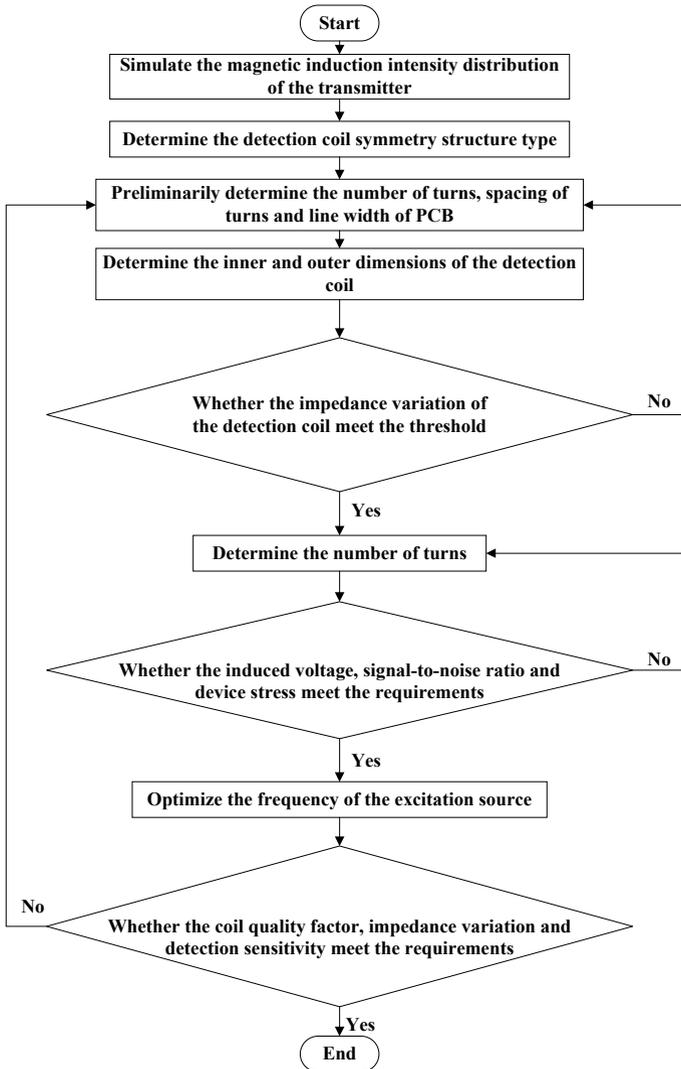 Start
Simulate the magnetic induction intensity distribution
of the transmitter
Determine the detection coil symmetry structure type
Preliminarily determine the number of turns, spacing of
turns and line width of PCB
Determine the inner and outer dimensions of the detection
coil
Whether the impedance variation of
the detection coil meet the threshold
No
Yes
Determine the number of turns
Whether the induced voltage, signal-to-noise ratio and
device stress meet the requirements
No
Yes
Optimize the frequency of the excitation source
No
Whether the coil quality factor, impedance variation and
detection sensitivity meet the requirements
Yes
End